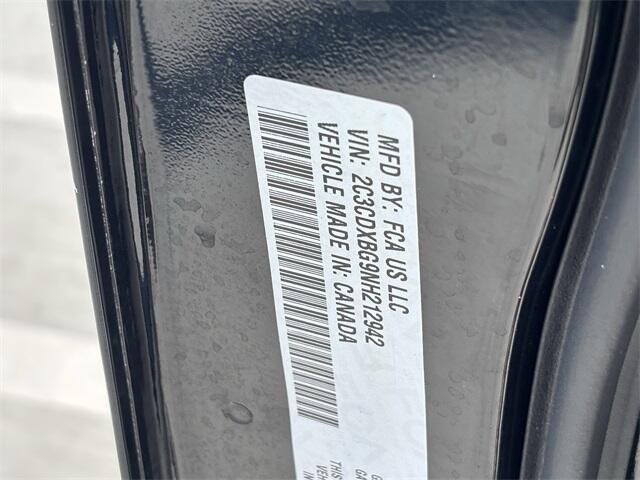 MFD BY: FCA US LLC
VIN: 2C3CDXBG9NH212942
VEHICLE MADE IN: CANADA